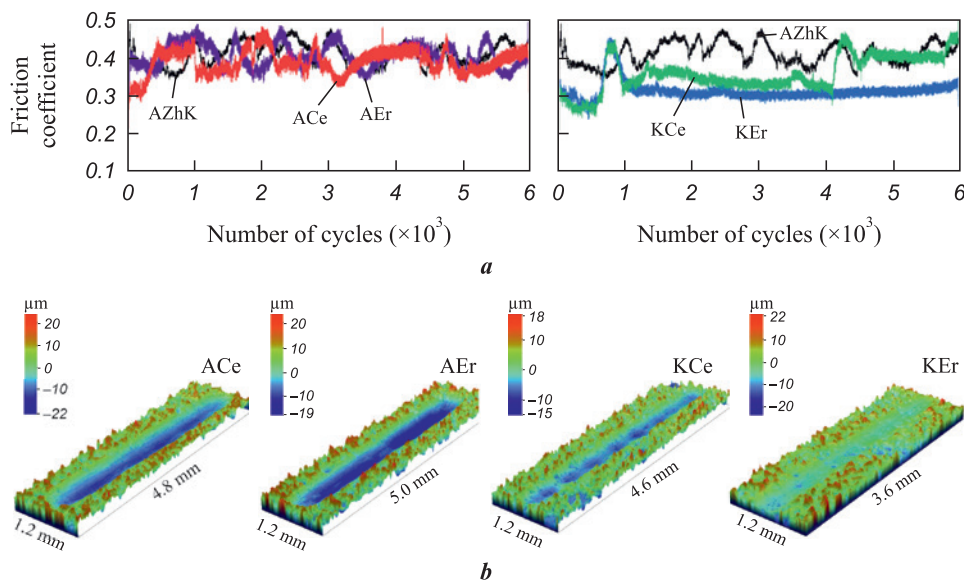 Friction
coefficient
0.5
0.4
0.3
0.2
0.1
AZhK
ACe
AEr
0 1 2 3 4 5 6
Number of cycles (×10³)
AZhK
KCe
KEr
0 1 2 3 4 5 6
Number of cycles (×10³)
a
µm
20
10
0
−10
−22
ACe
4.8 mm
1.2 mm
µm
20
10
0
−10
−19
AEr
5.0 mm
1.2 mm
µm
18
10
0
−10
−15
KCe
4.6 mm
1.2 mm
µm
22
10
0
−10
−20
KEr
3.6 mm
1.2 mm
b